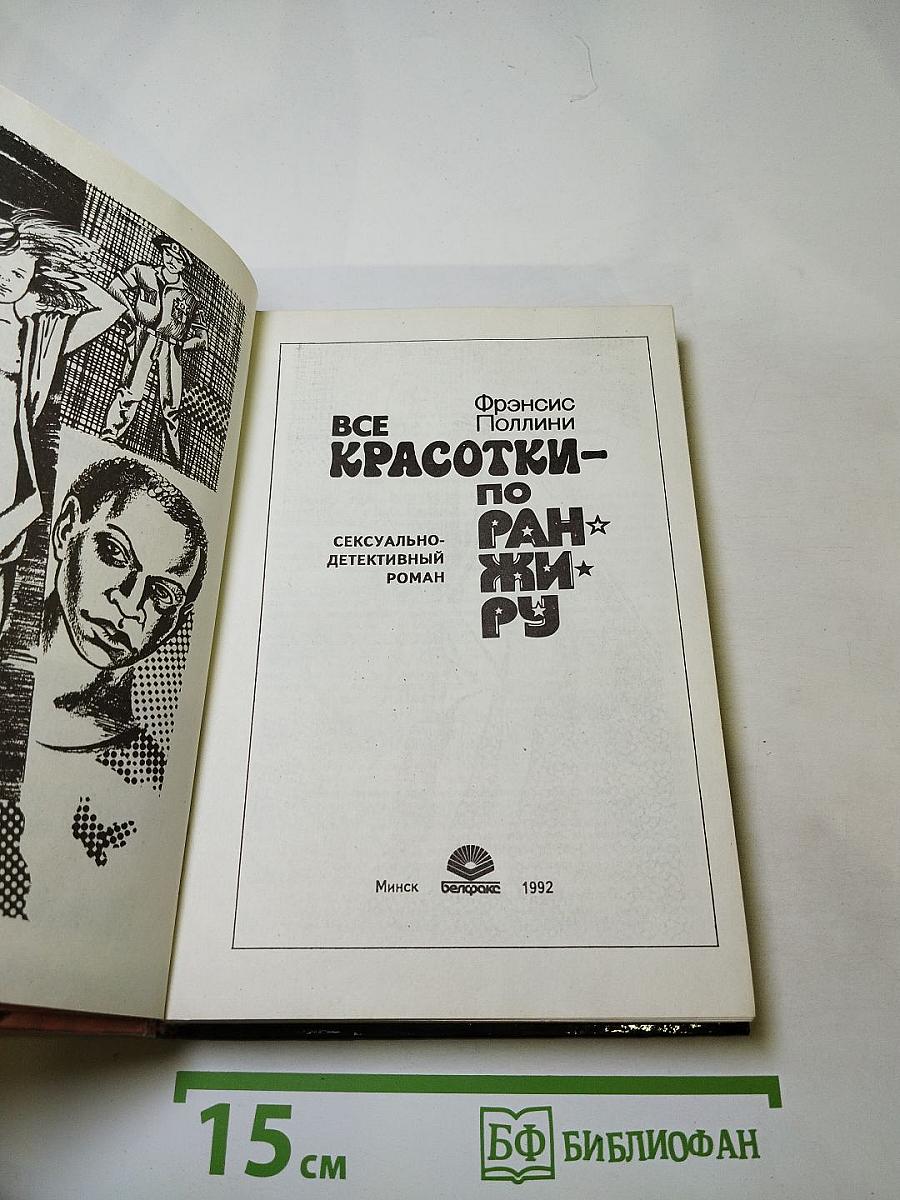 Фрэнсис
Поллини
ВСЕ
КРАСОТКИ–
ПО
РАН
ЖИ
РУ
СЕКСУАЛЬНО-
ДЕТЕКТИВНЫЙ
РОМАН
Минск белфакс 1992
15 см
БФ БИБЛИОФАН